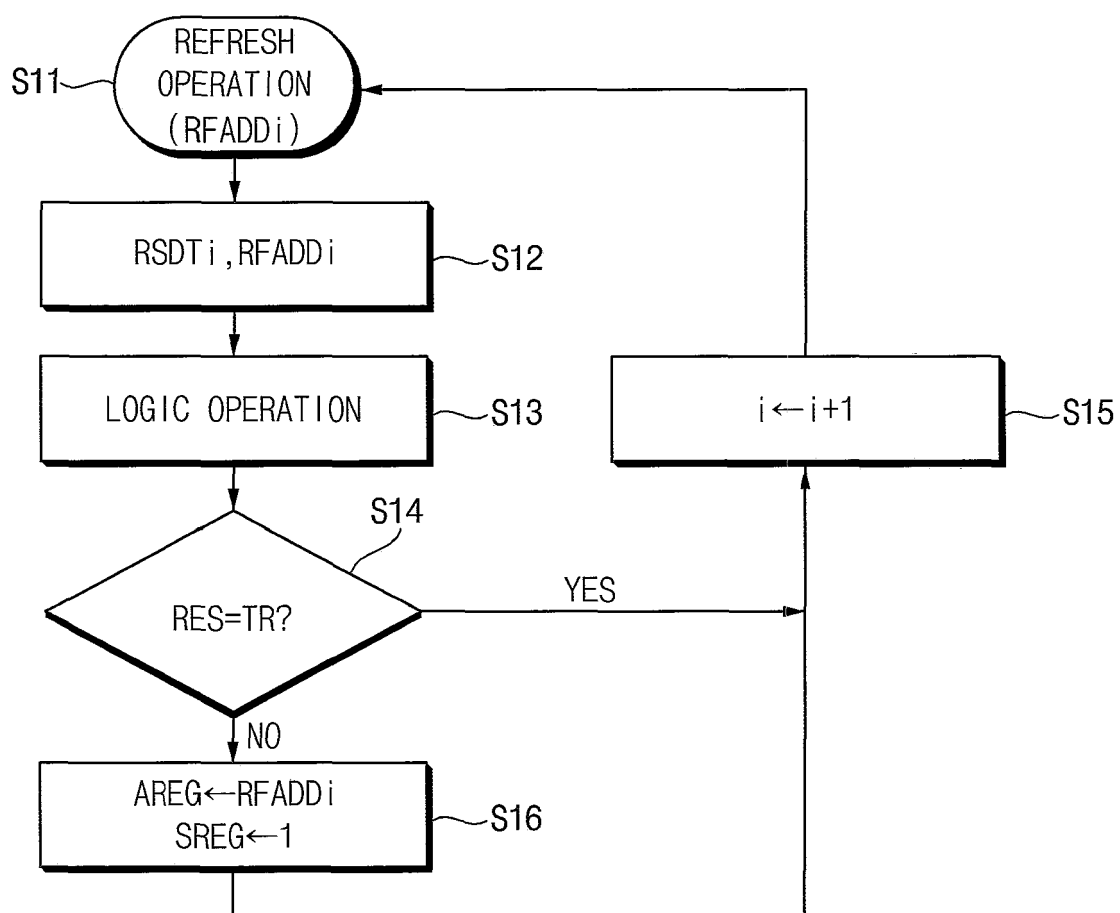 REFRESH
OPERATION
(RFADDi)
S11
RSDTi,RFADDi
S12
LOGIC OPERATION
S13
i←i+1
S15
S14
RES=TR?
YES
NO
AREG←RFADDi
SREG←1
S16